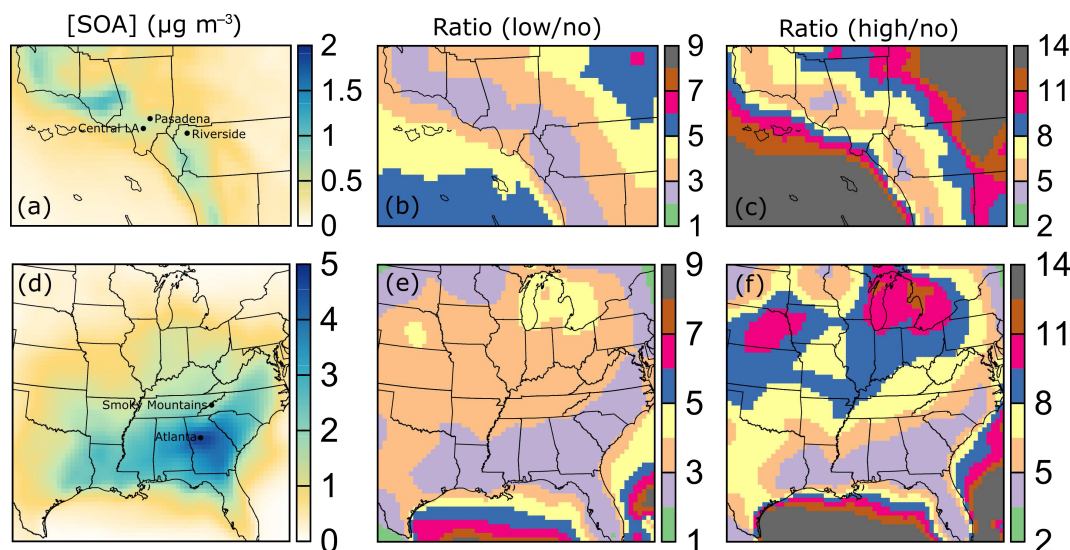 [SOA] (µg m⁻³)
Ratio (low/no)
Ratio (high/no)
2
1.5
1
0.5
0
Pasadena
Central LA
Riverside
(a)
9
7
5
3
1
(b)
14
11
8
5
2
(c)
(d)
5
4
3
2
1
0
Smoky Mountains
Atlanta
(e)
9
7
5
3
1
(f)
14
11
8
5
2